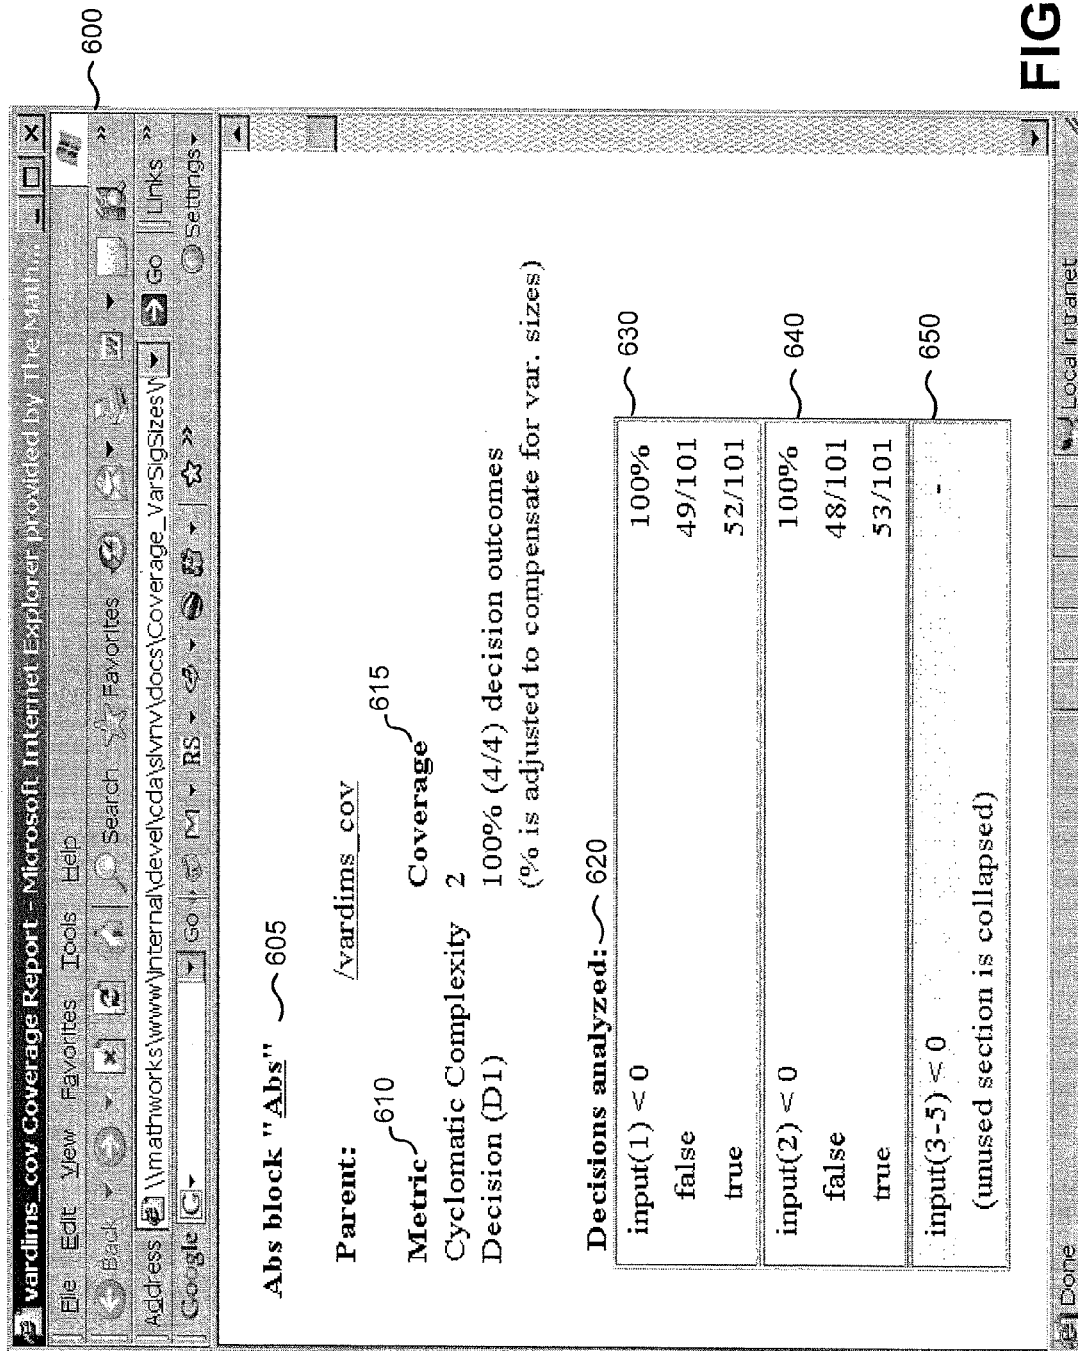 vardims_cov Coverage Report - Microsoft Internet Explorer provided by The Math...
File Edit View Favorites Tools Help
Back Search Favorites
Address \\mathworks\www\internal\devel\cda\slvnv\docs\Coverage_VarSigSizes\ Go Links »
Google G Go M RS » Settings
600
Abs block "Abs" 605
Parent: /vardims_cov
610 615
Metric Coverage
Cyclomatic Complexity 2
Decision (D1) 100% (4/4) decision outcomes
(% is adjusted to compensate for var. sizes)
Decisions analyzed: 620
input(1) < 0 100% 630
false 49/101
true 52/101
input(2) < 0 100% 640
false 48/101
true 53/101
input(3-5) < 0 - 650
(unused section is collapsed)
Done Local intranet
FIG